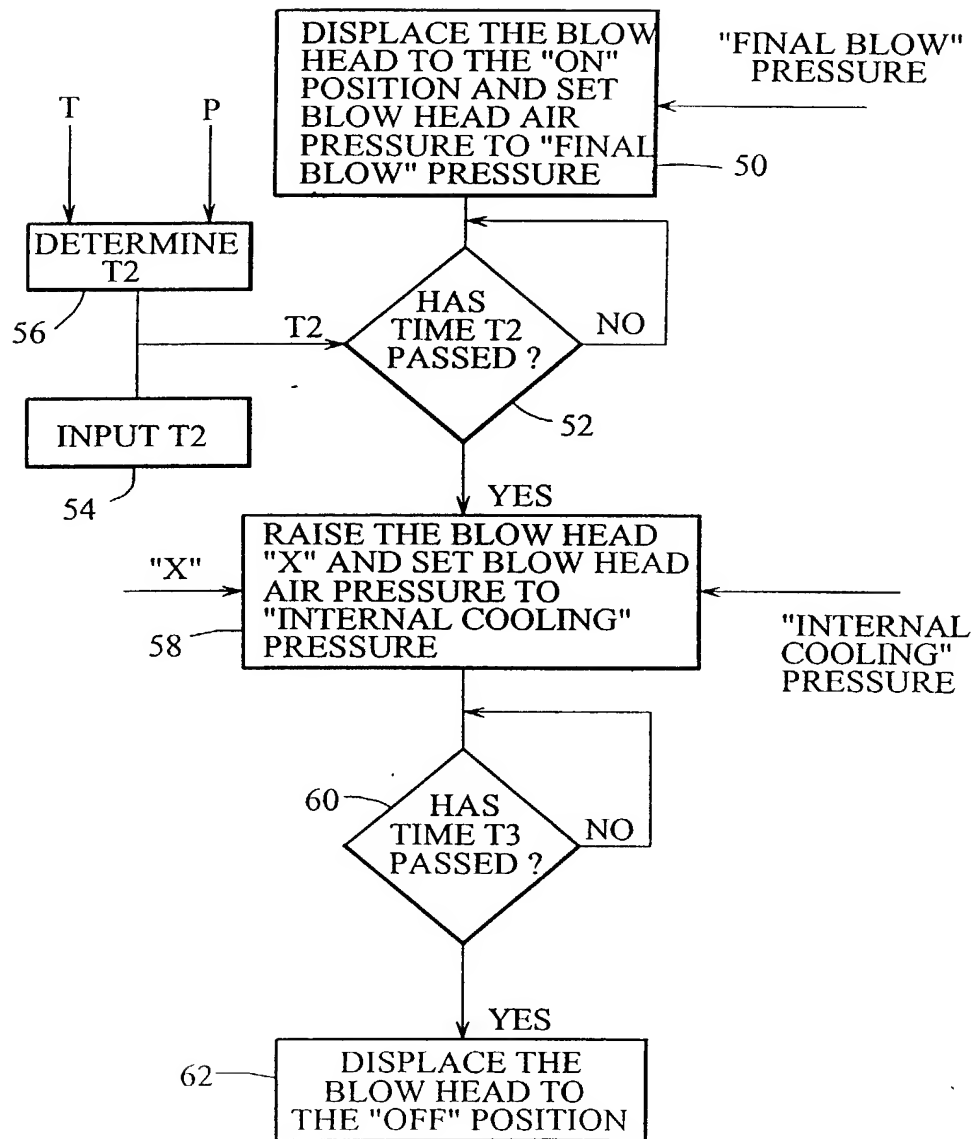 DISPLACE THE BLOW
HEAD TO THE "ON"
POSITION AND SET
BLOW HEAD AIR
PRESSURE TO "FINAL
BLOW" PRESSURE
"FINAL BLOW"
PRESSURE
50
T
P
DETERMINE
T2
56
T2
HAS
TIME T2
PASSED ?
NO
52
INPUT T2
54
YES
RAISE THE BLOW HEAD
"X" AND SET BLOW HEAD
AIR PRESSURE TO
"INTERNAL COOLING"
PRESSURE
"X"
58
"INTERNAL
COOLING"
PRESSURE
60
HAS
TIME T3
PASSED ?
NO
YES
62
DISPLACE THE
BLOW HEAD TO
THE "OFF" POSITION